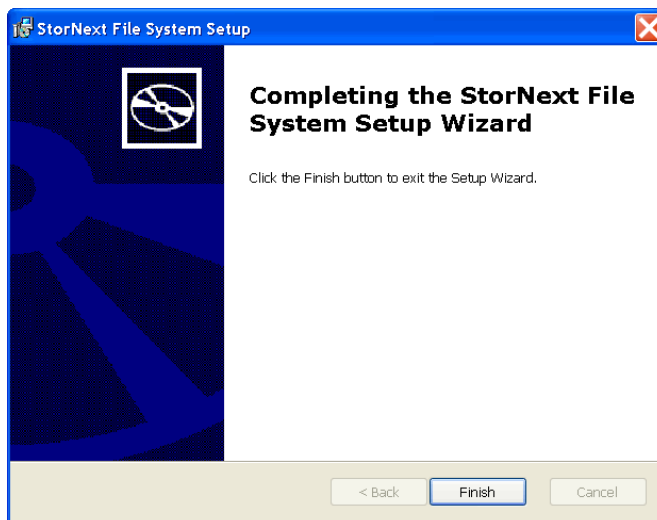 StorNext File System Setup
Completing the StorNext File
System Setup Wizard
Click the Finish button to exit the Setup Wizard.
< Back
Finish
Cancel